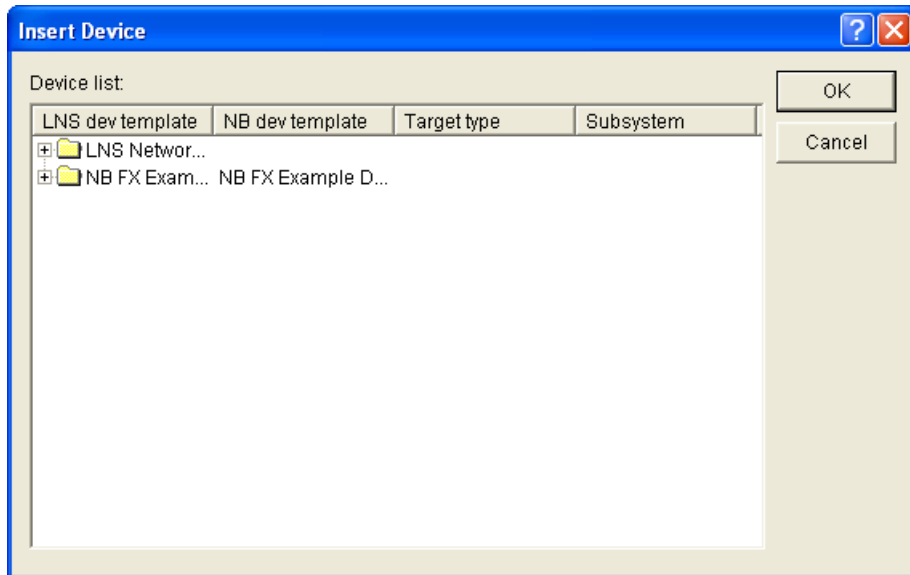 Insert Device
Device list:
OK
Cancel
LNS dev template NB dev template Target type Subsystem
LNS Networ...
NB FX Exam... NB FX Example D...